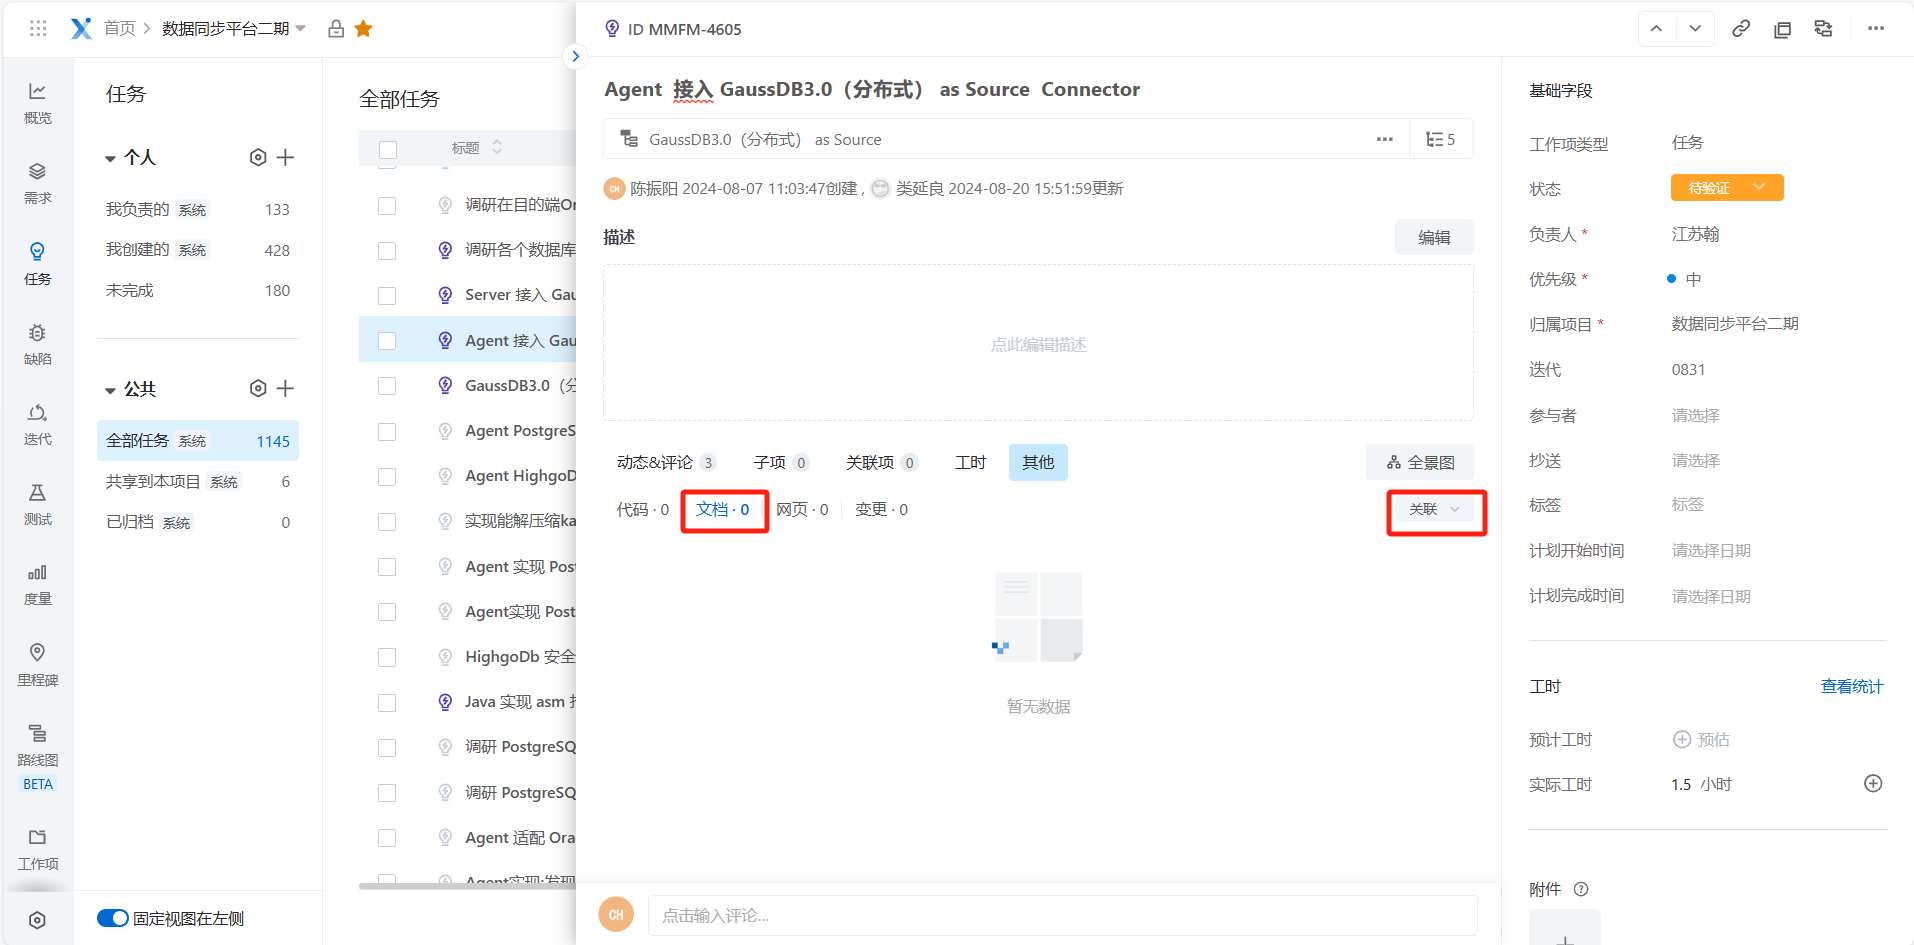 首页
数据同步平台二期
概览
需求
任务
缺陷
迭代
测试
度量
里程碑
路线图
BETA
工作项
任务
个人
我负责的 系统 133
我创建的 系统 428
未完成 180
公共
全部任务 系统 1145
共享到本项目 系统 6
已归档 系统 0
固定视图在左侧
全部任务
标题
调研在目的端Or
调研各个数据库
Server 接入 Gau
Agent 接入 Gau
GaussDB3.0（分
Agent PostgreS
Agent HighgoD
实现能解压缩ka
Agent 实现 Post
Agent实现 Post
HighgoDb 安全
Java 实现 asm
调研 PostgreSQ
调研 PostgreSQ
Agent 适配 Ora
Agent实现:发现
ID MMFM-4605
Agent 接入 GaussDB3.0（分布式） as Source Connector
GaussDB3.0（分布式） as Source
5
CH 陈振阳 2024-08-07 11:03:47创建 , 类延良 2024-08-20 15:51:59更新
描述
编辑
点此编辑描述
动态&评论 3 子项 0 关联项 0 工时 其他
全景图
代码 · 0 文档 · 0 网页 · 0 变更 · 0
关联
暂无数据
CH
点击输入评论...
基础字段
工作项类型 任务
状态 待验证
负责人 * 江苏翰
优先级 * 中
归属项目 * 数据同步平台二期
迭代 0831
参与者 请选择
抄送 请选择
标签 标签
计划开始时间 请选择日期
计划完成时间 请选择日期
工时 查看统计
预计工时 预估
实际工时 1.5 小时
附件